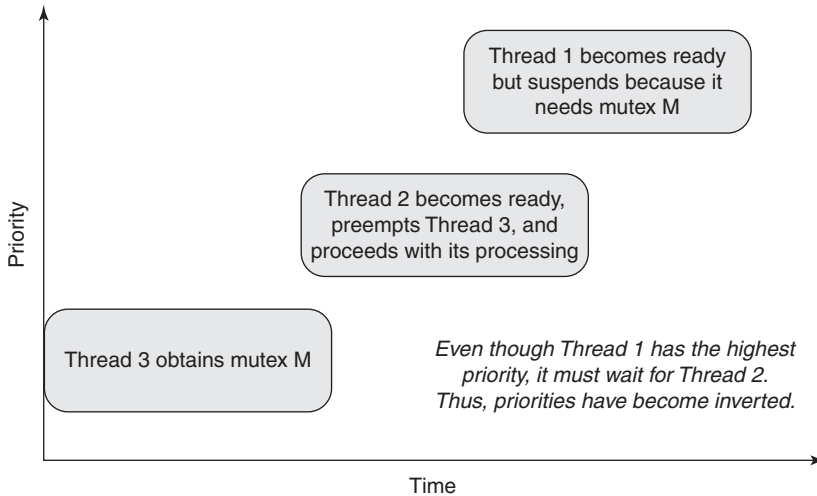 Thread 1 becomes ready
but suspends because it
needs mutex M
Thread 2 becomes ready,
preempts Thread 3, and
proceeds with its processing
Priority
Thread 3 obtains mutex M
Even though Thread 1 has the highest
priority, it must wait for Thread 2.
Thus, priorities have become inverted.
Time